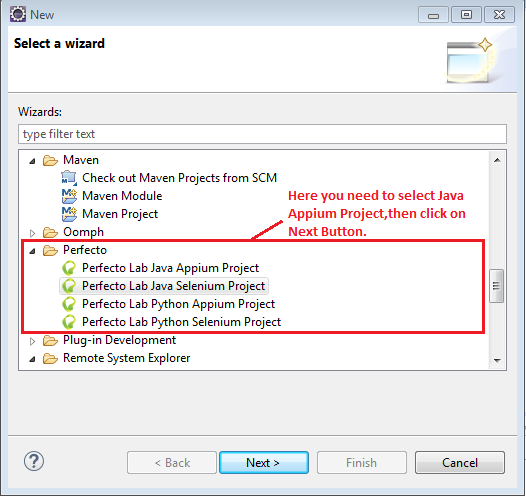 New
Select a wizard
Wizards:
type filter text
Maven
Check out Maven Projects from SCM
Maven Module
Maven Project
Here you need to select Java
Appium Project,then click on
Next Button.
Oomph
Perfecto
Perfecto Lab Java Appium Project
Perfecto Lab Java Selenium Project
Perfecto Lab Python Appium Project
Perfecto Lab Python Selenium Project
Plug-in Development
Remote System Explorer
?
< Back
Next >
Finish
Cancel